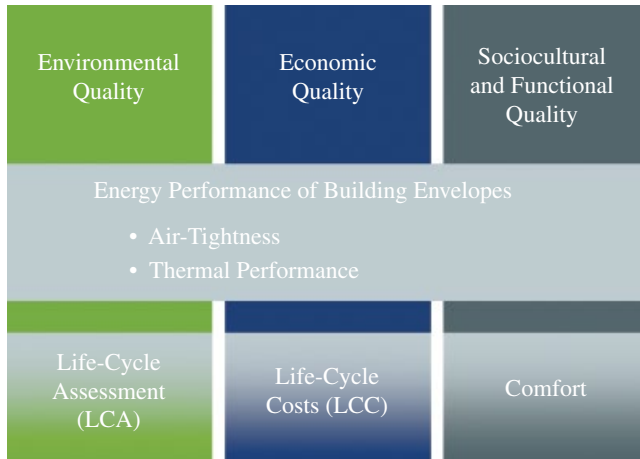 Environmental
Quality
Economic
Quality
Sociocultural
and Functional
Quality
Energy Performance of Building Envelopes
• Air-Tightness
• Thermal Performance
Life-Cycle
Assessment
(LCA)
Life-Cycle
Costs (LCC)
Comfort